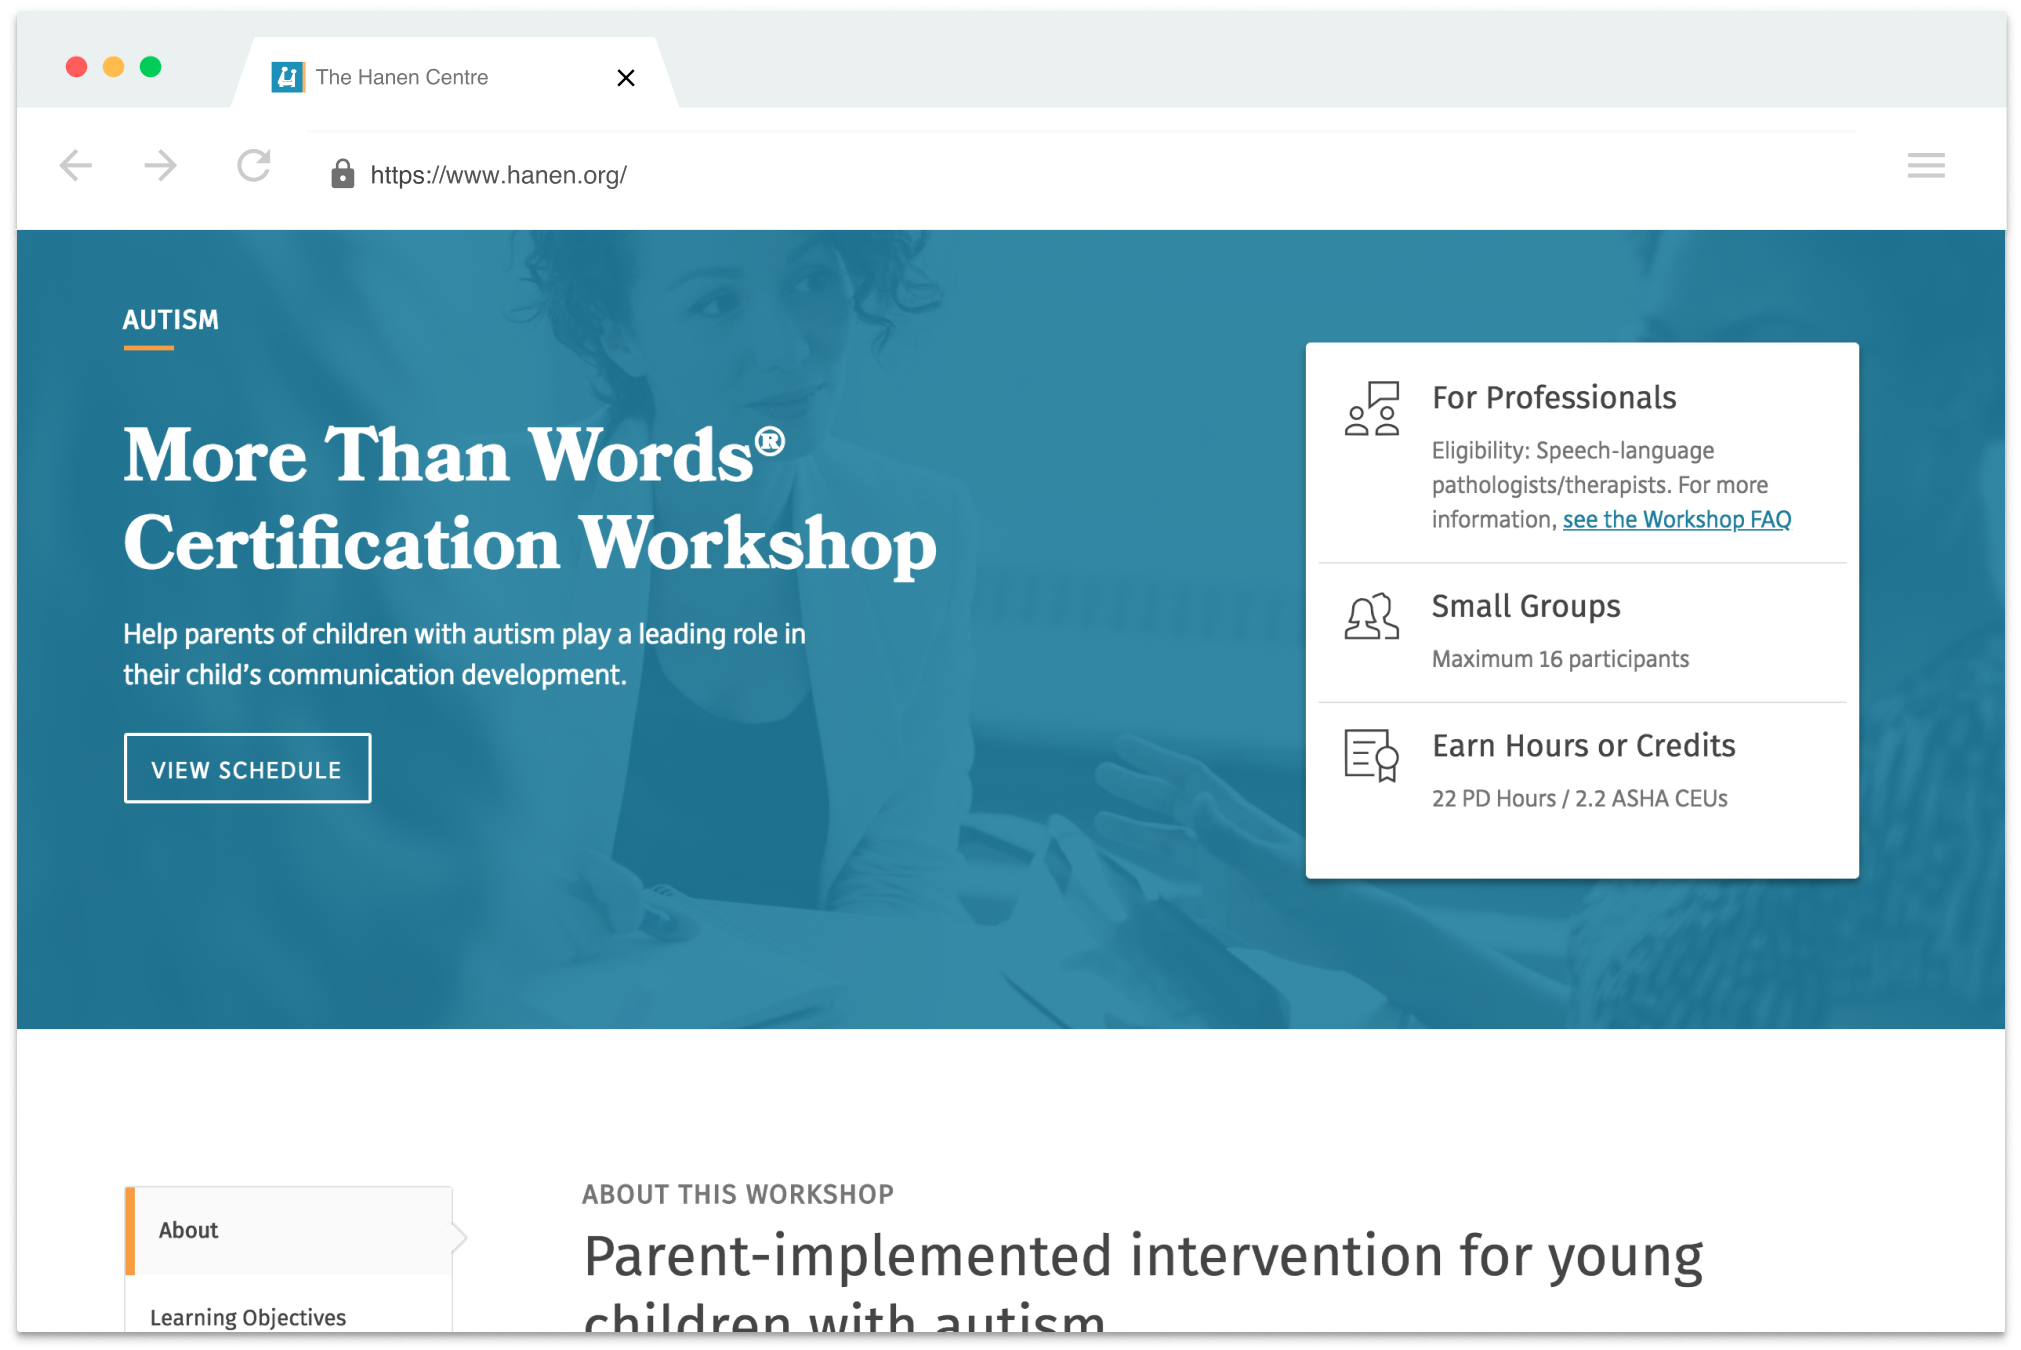 The Hanen Centre
https://www.hanen.org/
AUTISM
More Than Words®
Certification Workshop
Help parents of children with autism play a leading role in
their child’s communication development.
VIEW SCHEDULE
For Professionals
Eligibility: Speech-language
pathologists/therapists. For more
information, see the Workshop FAQ
Small Groups
Maximum 16 participants
Earn Hours or Credits
22 PD Hours / 2.2 ASHA CEUs
About
Learning Objectives
ABOUT THIS WORKSHOP
Parent-implemented intervention for young
children with autism